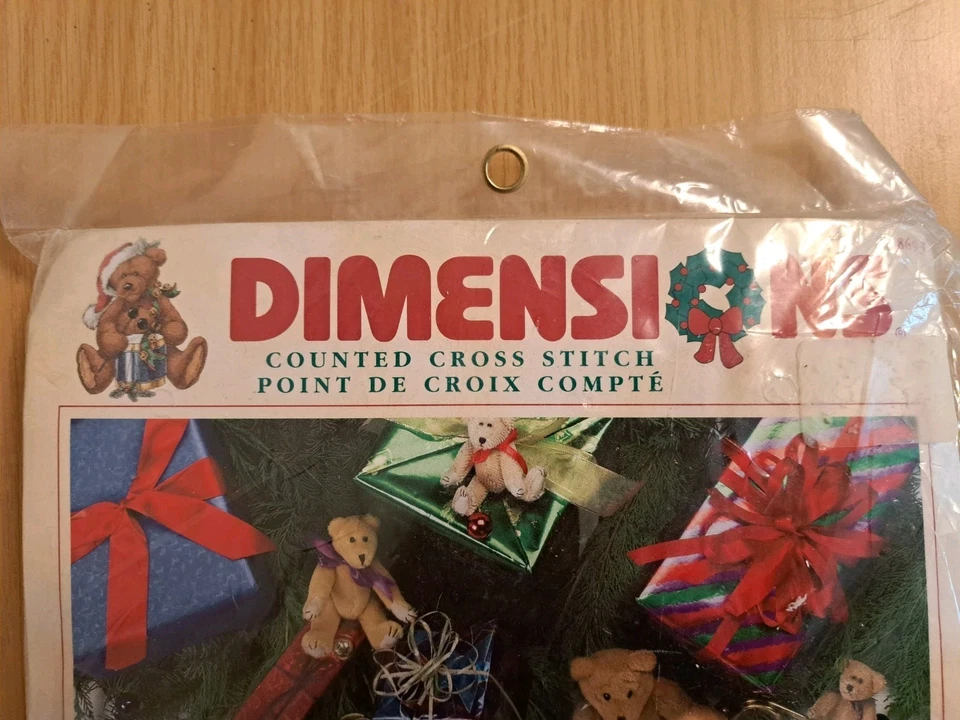 DIMENSIONS®
COUNTED CROSS STITCH
POINT DE CROIX COMPTÉ